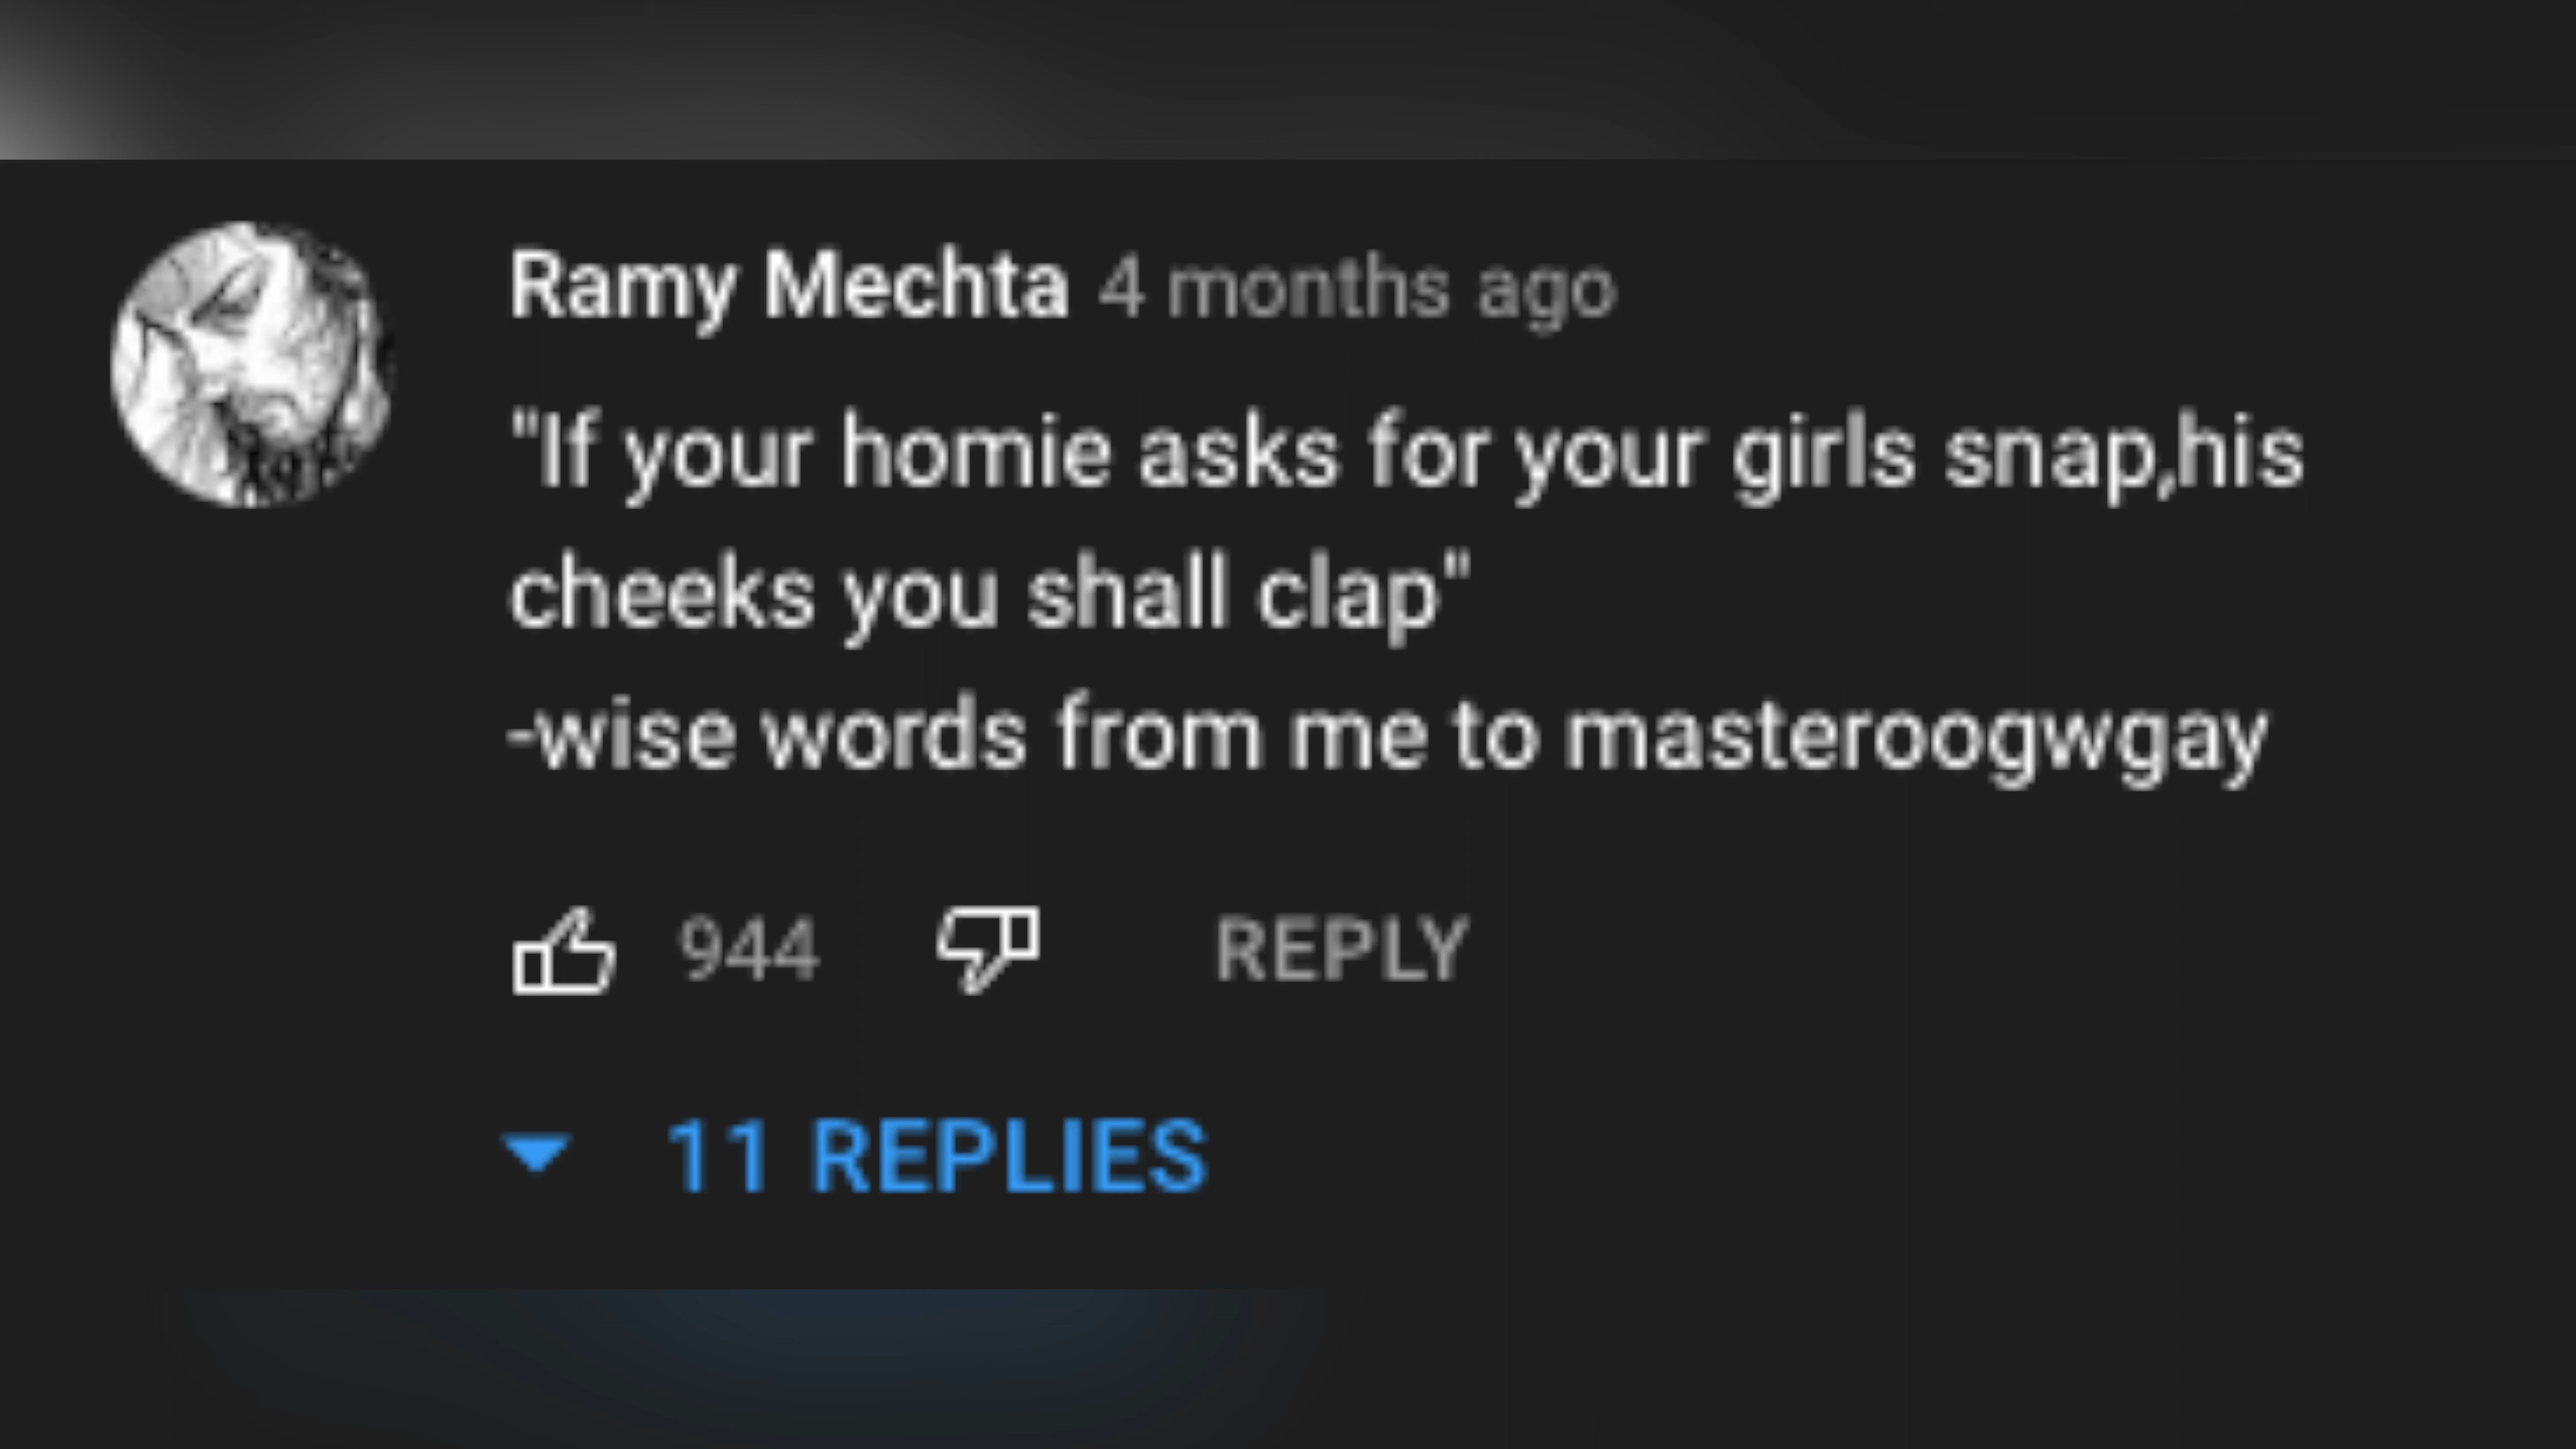 Ramy Mechta 4 months ago
"If your homie asks for your girls snap,his
cheeks you shall clap"
-wise words from me to masteroogwgay
944 REPLY
11 REPLIES